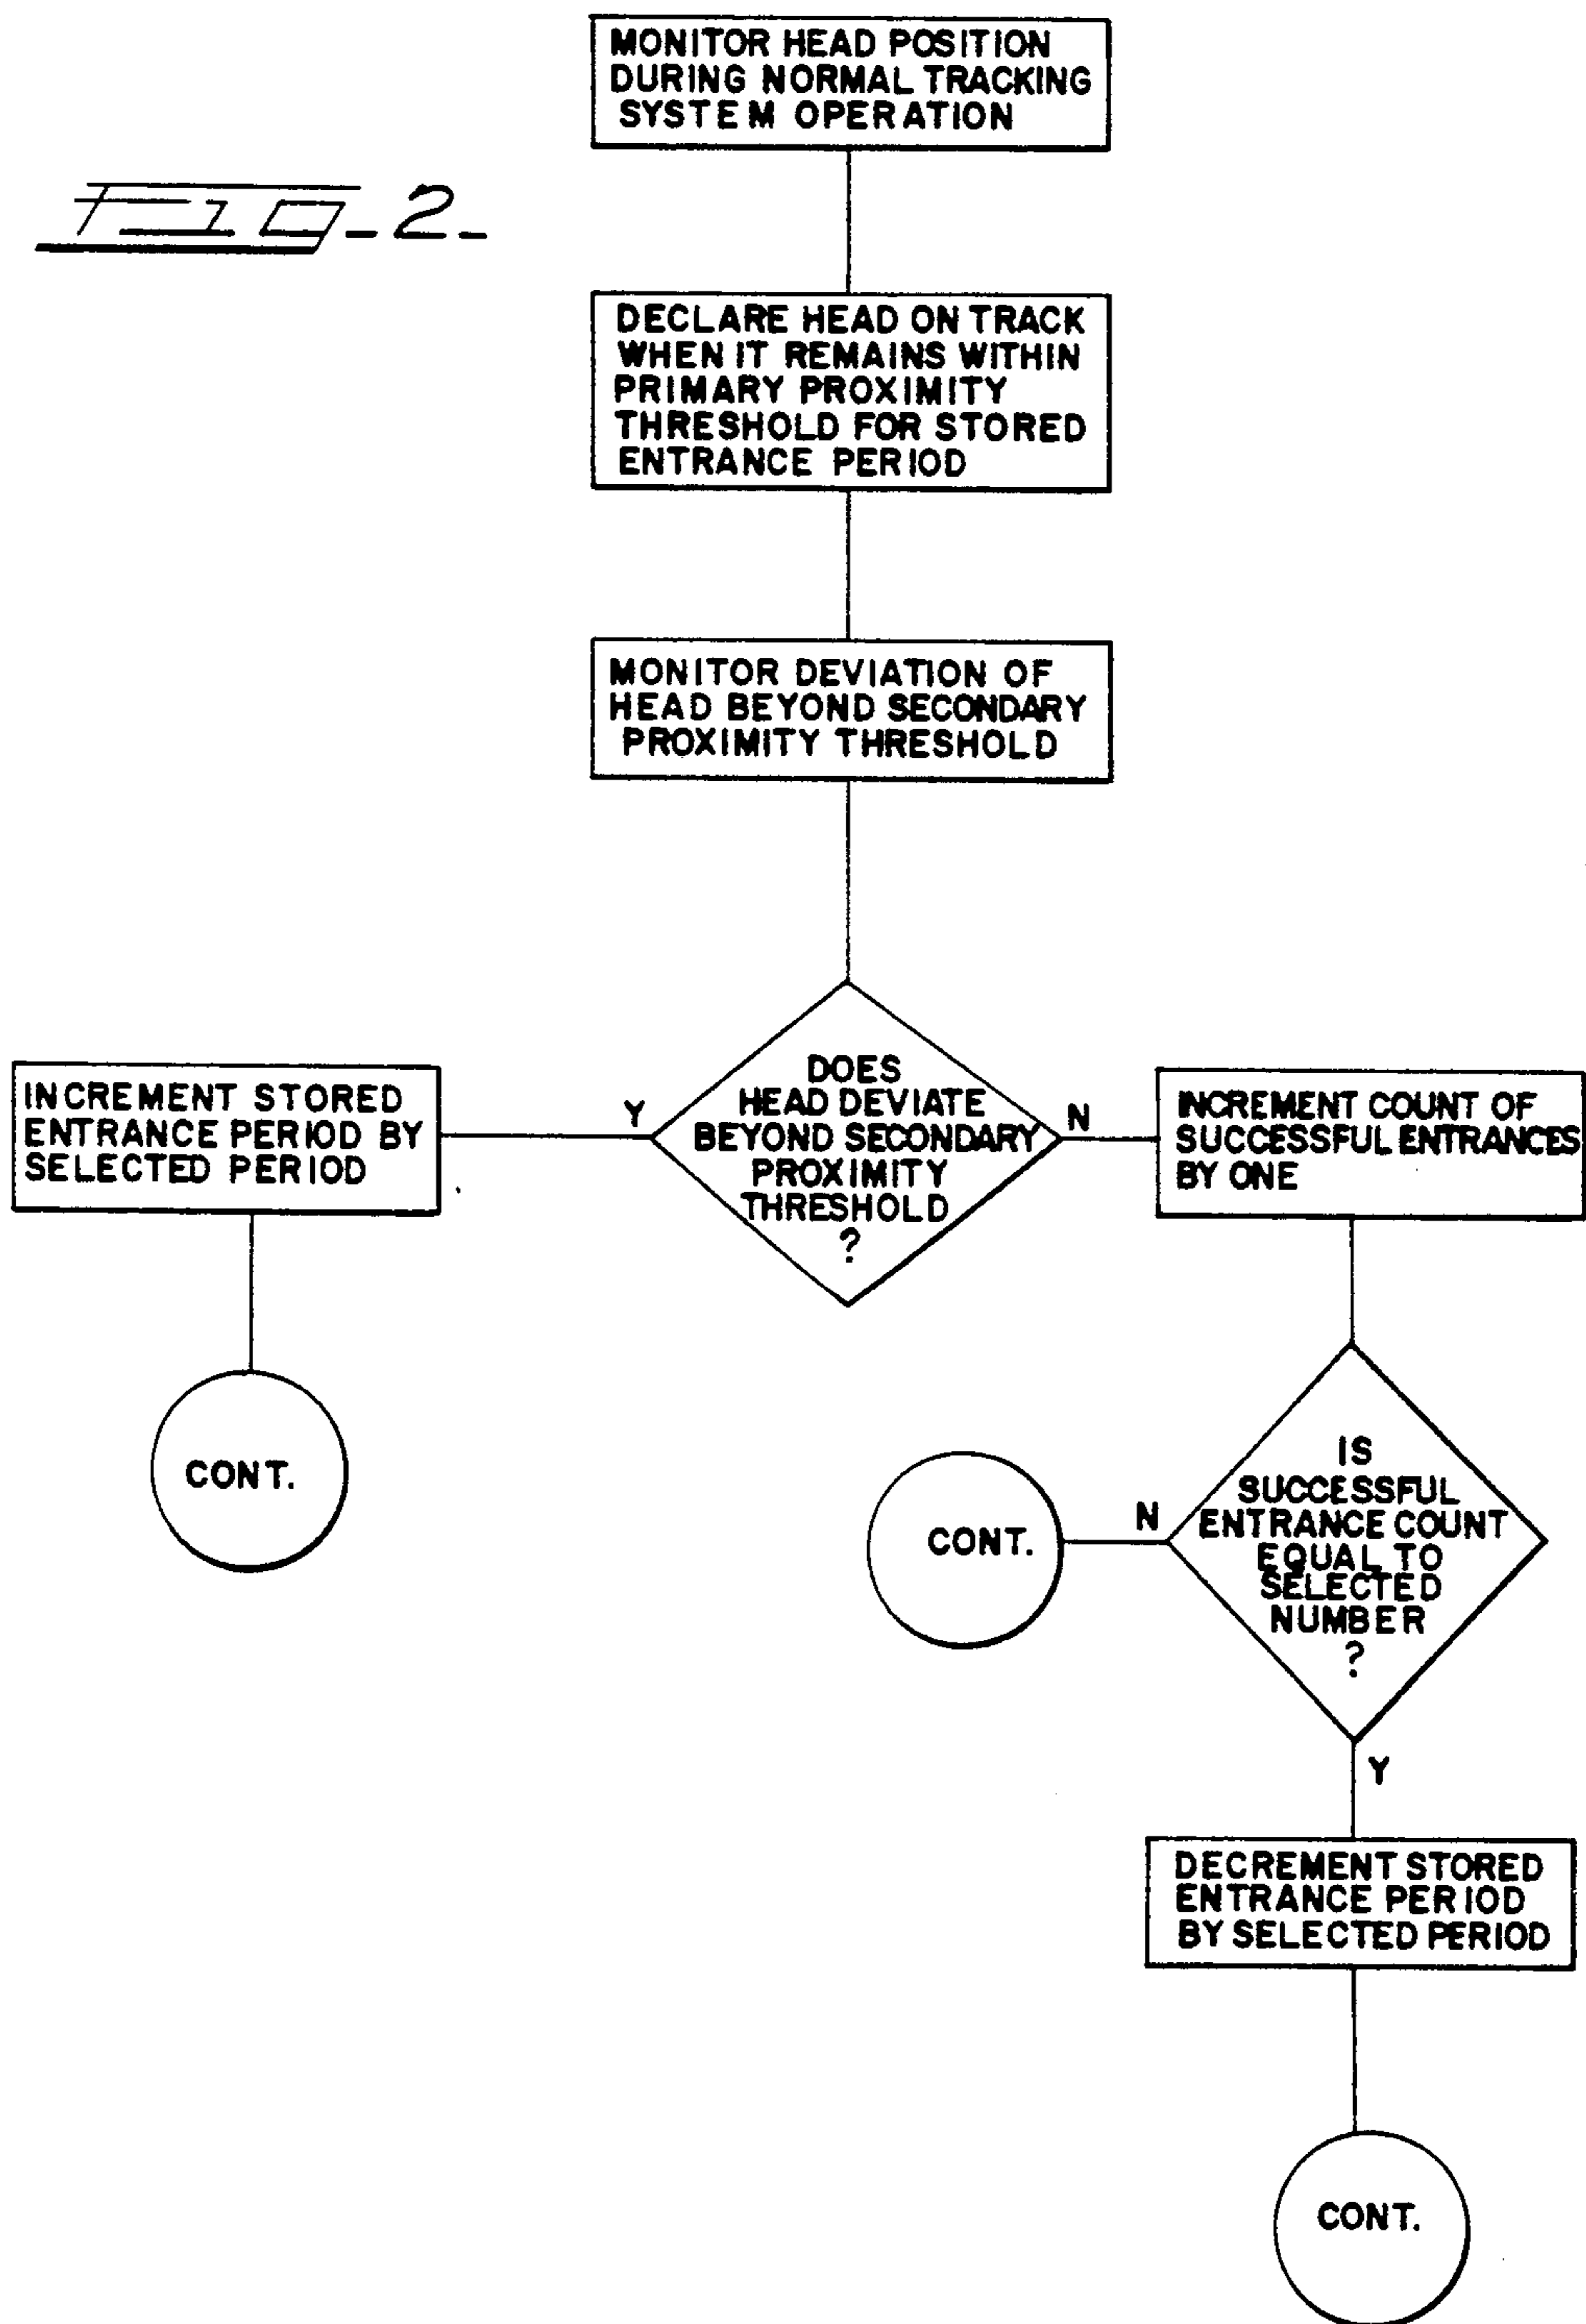 MONITOR HEAD POSITION
DURING NORMAL TRACKING
SYSTEM OPERATION
Fig-2-
DECLARE HEAD ON TRACK
WHEN IT REMAINS WITHIN
PRIMARY PROXIMITY
THRESHOLD FOR STORED
ENTRANCE PERIOD
MONITOR DEVIATION OF
HEAD BEYOND SECONDARY
PROXIMITY THRESHOLD
DOES
HEAD DEVIATE
BEYOND SECONDARY
PROXIMITY
THRESHOLD
?
Y
N
INCREMENT STORED
ENTRANCE PERIOD BY
SELECTED PERIOD
CONT.
INCREMENT COUNT OF
SUCCESSFUL ENTRANCES
BY ONE
IS
SUCCESSFUL
ENTRANCE COUNT
EQUAL TO
SELECTED
NUMBER
?
N
CONT.
Y
DECREMENT STORED
ENTRANCE PERIOD
BY SELECTED PERIOD
CONT.